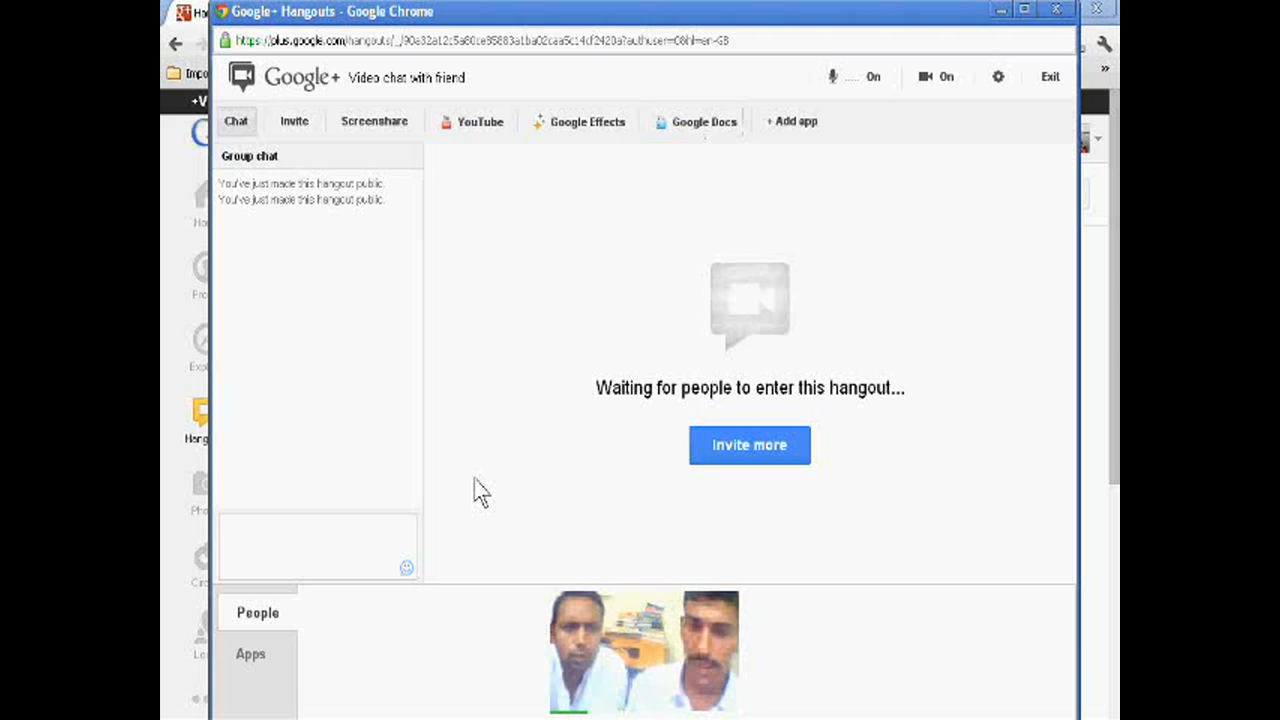 Google+ Hangouts - Google Chrome
Google+ Video chat with friend
On
On
Exit
Impo
+V
Chat
Invite
Screenshare
YouTube
Google Effects
Google Docs
+ Add app
Group chat
You've just made this hangout public.
You've just made this hangout public.
Waiting for people to enter this hangout...
Invite more
Hang
People
Apps